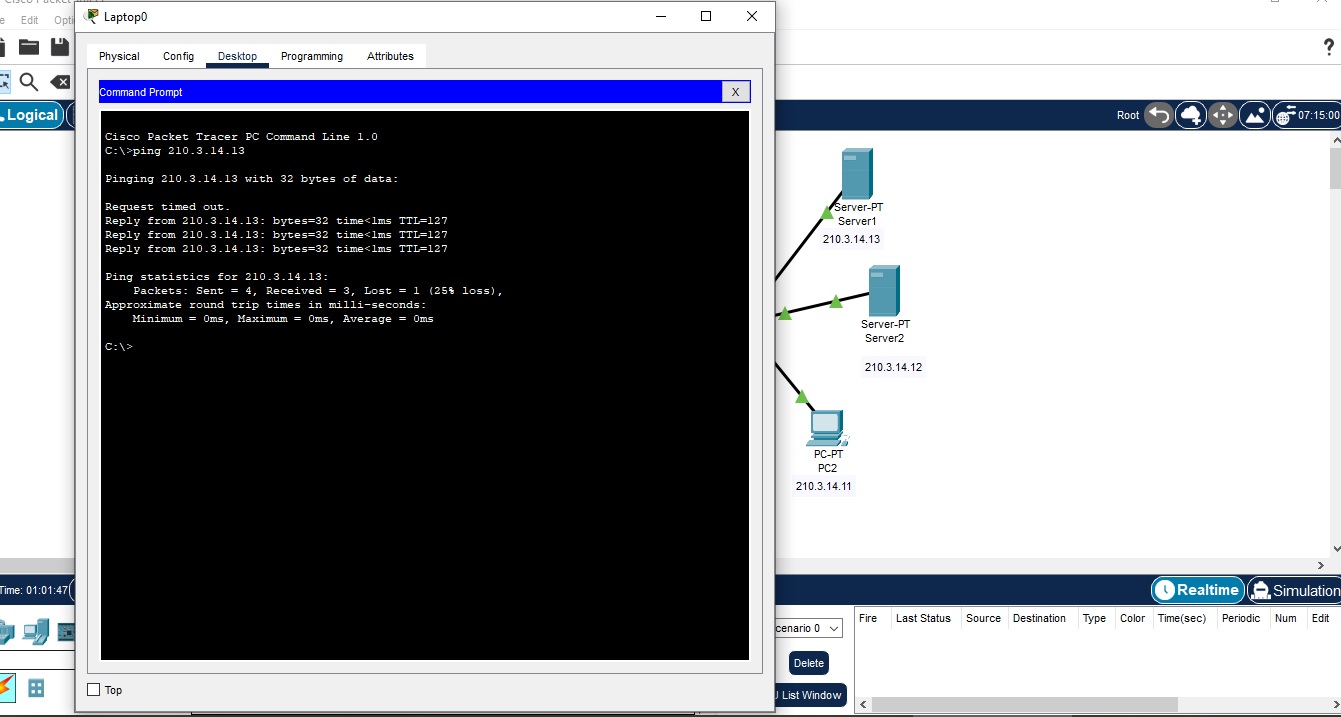 Laptop0
Edit
Physical Config Desktop Programming Attributes
Command Prompt
X
Cisco Packet Tracer PC Command Line 1.0
C:\>ping 210.3.14.13
Pinging 210.3.14.13 with 32 bytes of data:
Request timed out.
Reply from 210.3.14.13: bytes=32 time<1ms TTL=127
Reply from 210.3.14.13: bytes=32 time<1ms TTL=127
Reply from 210.3.14.13: bytes=32 time<1ms TTL=127
Ping statistics for 210.3.14.13:
Packets: Sent = 4, Received = 3, Lost = 1 (25% loss),
Approximate round trip times in milli-seconds:
Minimum = 0ms, Maximum = 0ms, Average = 0ms
C:\>
Top
?
Logical
Root
07:15:00
Server-PT
Server1
210.3.14.13
Server-PT
Server2
210.3.14.12
PC-PT
PC2
210.3.14.11
Time: 01:01:47
Realtime
Simulation
cenario 0
Delete
List Window
Fire Last Status Source Destination Type Color Time(sec) Periodic Num Edit